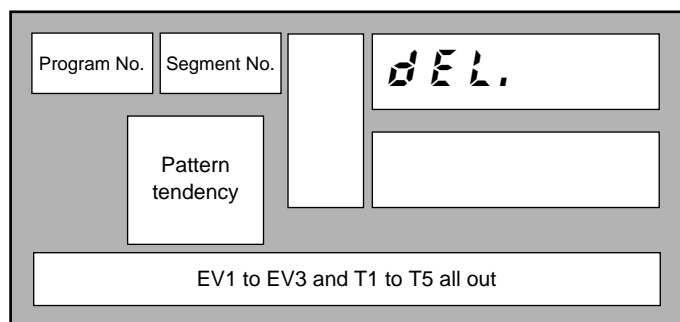 Program No. Segment No. dEL.
Pattern
tendency
EV1 to EV3 and T1 to T5 all out